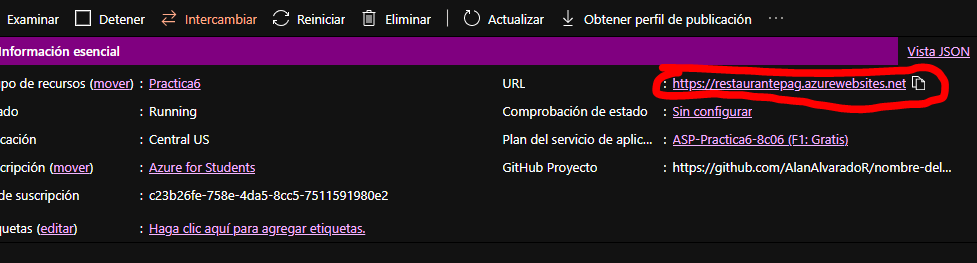 Examinar Detener Intercambiar Reiniciar Eliminar Actualizar Obtener perfil de publicación ...
Información esencial Vista JSON
po de recursos (mover) : Practica6
ado : Running
cación : Central US
cripción (mover) : Azure for Students
de suscripción : c23b26fe-758e-4da5-8cc5-7511591980e2
quetas (editar) : Haga clic aquí para agregar etiquetas.
URL : https://restaurantepag.azurewebsites.net
Comprobación de estado : Sin configurar
Plan del servicio de aplic... : ASP-Practica6-8c06 (F1: Gratis)
GitHub Proyecto : https://github.com/AlanAlvaradoR/nombre-del...